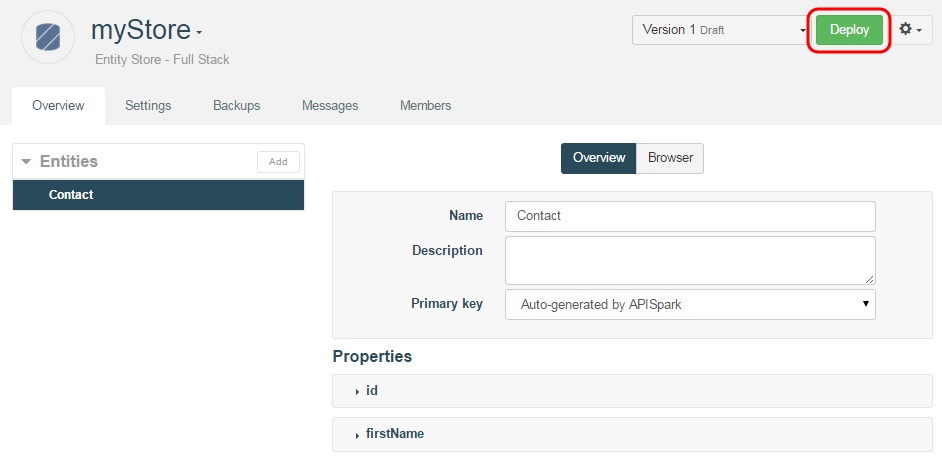 myStore
Version 1 Draft
Deploy
Entity Store - Full Stack
Overview Settings Backups Messages Members
Entities
Add
Contact
Overview Browser
Name Contact
Description
Primary key Auto-generated by APISpark
Properties
id
firstName